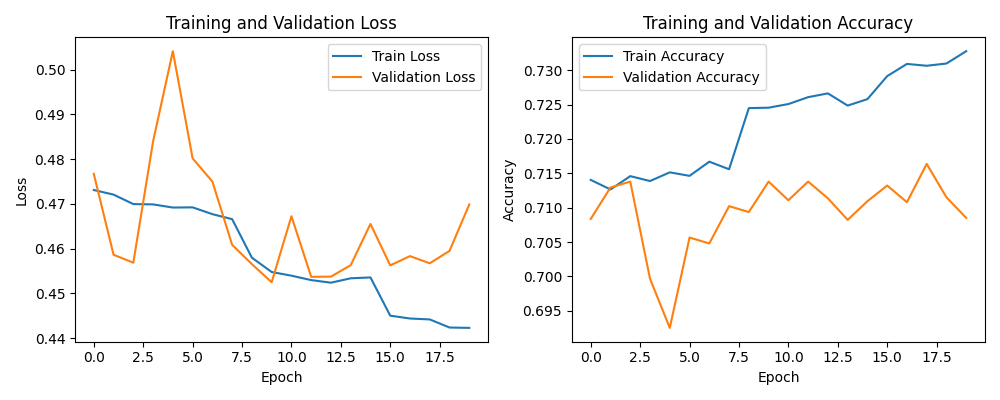 Training and Validation Loss
Train Loss
Validation Loss
0.50
0.49
0.48
0.47
0.46
0.45
0.44
Loss
0.0 2.5 5.0 7.5 10.0 12.5 15.0 17.5
Epoch
Training and Validation Accuracy
Train Accuracy
Validation Accuracy
0.730
0.725
0.720
0.715
0.710
0.705
0.700
0.695
Accuracy
0.0 2.5 5.0 7.5 10.0 12.5 15.0 17.5
Epoch